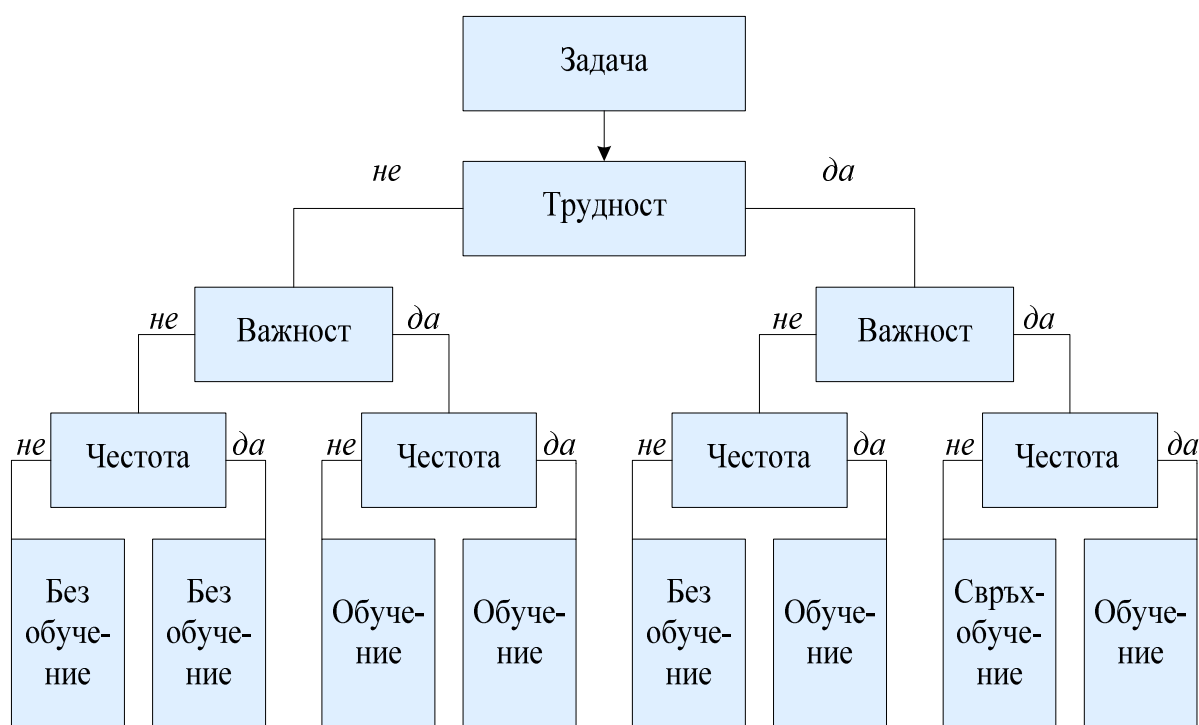 Задача
не
да
Трудност
не
Важност
да
не
Важност
да
не
Честота
да
не
Честота
да
не
Честота
да
не
Честота
да
Без
обуче-
ние
Без
обуче-
ние
Обуче-
ние
Обуче-
ние
Без
обуче-
ние
Обуче-
ние
Свръх-
обуче-
ние
Обуче-
ние